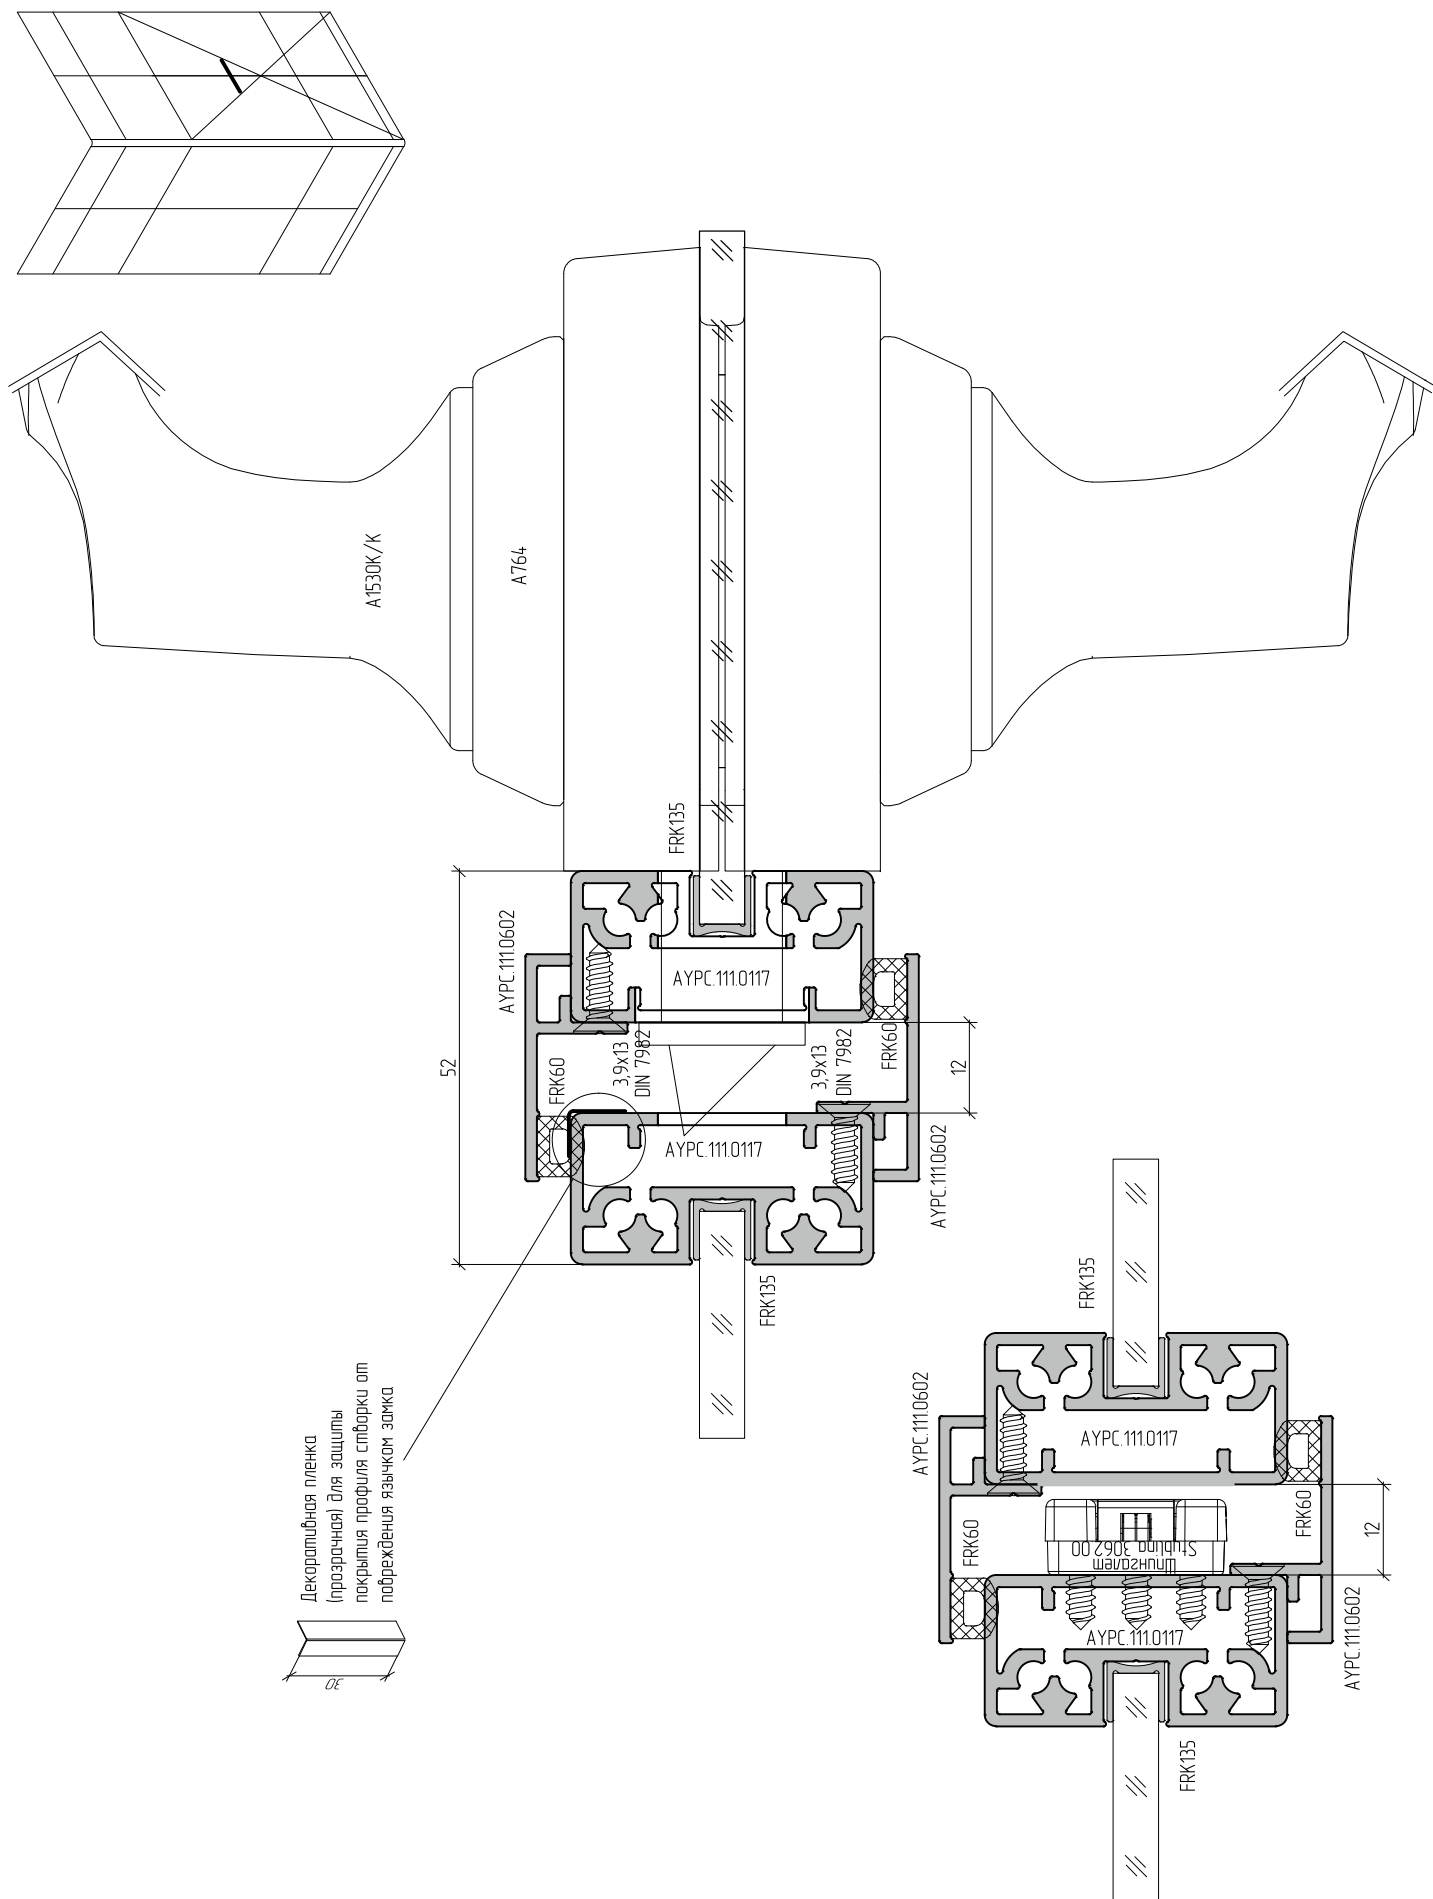 A1530K/K
A764
FRK135
AYPC.111.0602
AYPC.111.0117
52
FRK60
3,9x13
DIN 7982
3,9x13
DIN 7982
FRK60
12
AYPC.111.0117
AYPC.111.0602
FRK135
Декоративная пленка
(прозрачная) для защиты
покрытия профиля створки от
повреждения язычком замка
30
FRK135
AYPC.111.0602
AYPC.111.0117
FRK60
FRK60
12
Шпингалет
Stublina 3062.00
AYPC.111.0117
AYPC.111.0602
FRK135